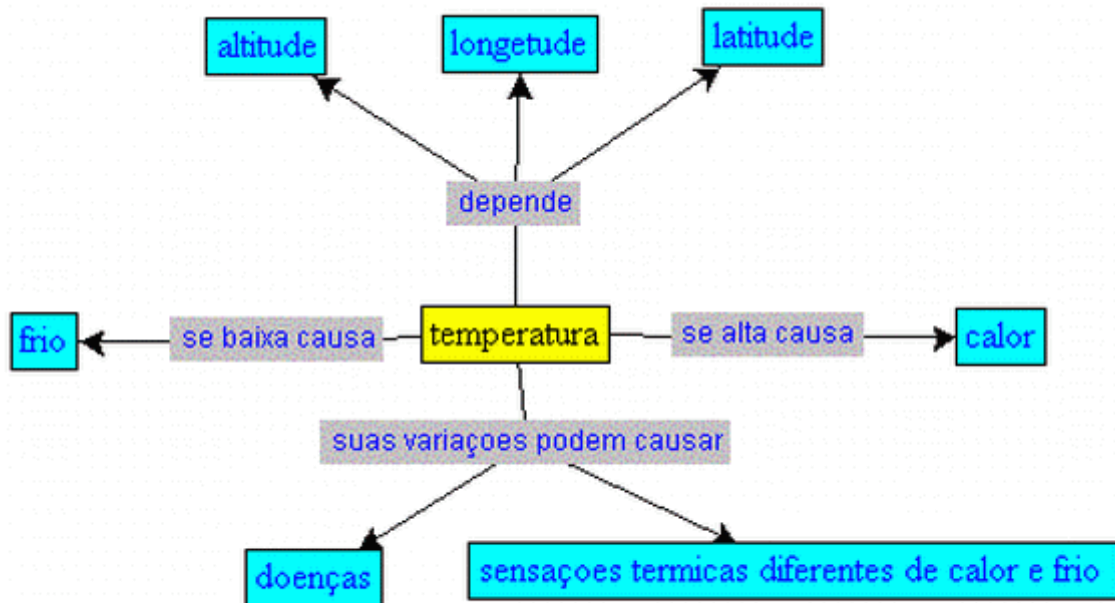 altitude
longetude
latitude
depende
frio
se baixa causa
temperatura
se alta causa
calor
suas variaçoes podem causar
doenças
sensaçoes termicas diferentes de calor e frio